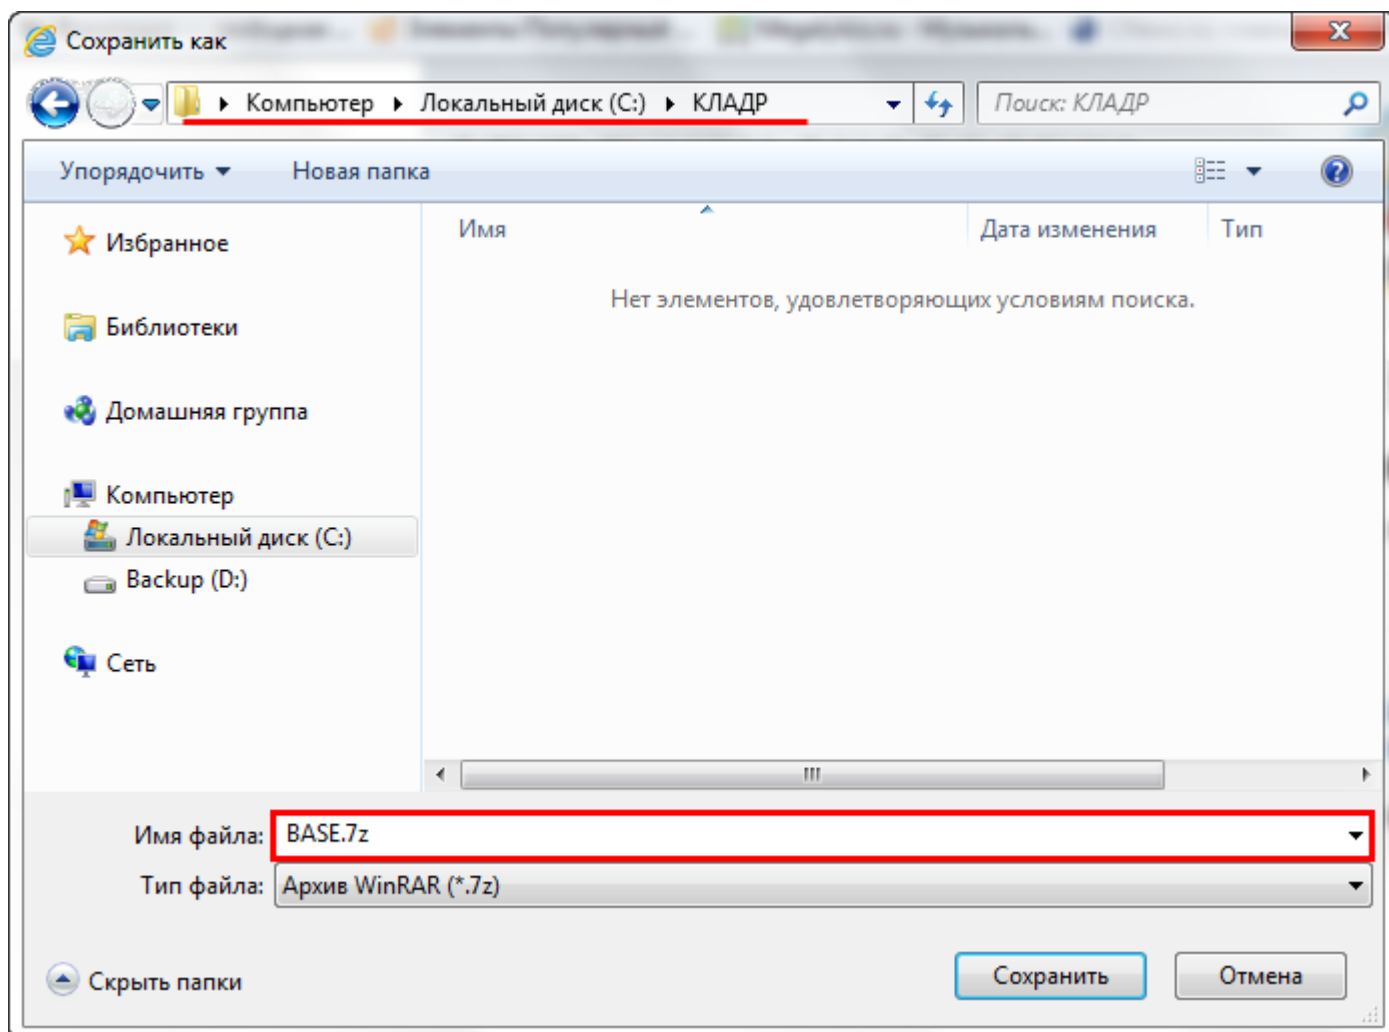 Сохранить как
Компьютер Локальный диск (C:) КЛАДР
Поиск: КЛАДР
Упорядочить Новая папка
Имя Дата изменения Тип
Избранное
Нет элементов, удовлетворяющих условиям поиска.
Библиотеки
Домашняя группа
Компьютер
Локальный диск (C:)
Backup (D:)
Сеть
Имя файла: BASE.7z
Тип файла: Архив WinRAR (*.7z)
Скрыть папки
Сохранить
Отмена